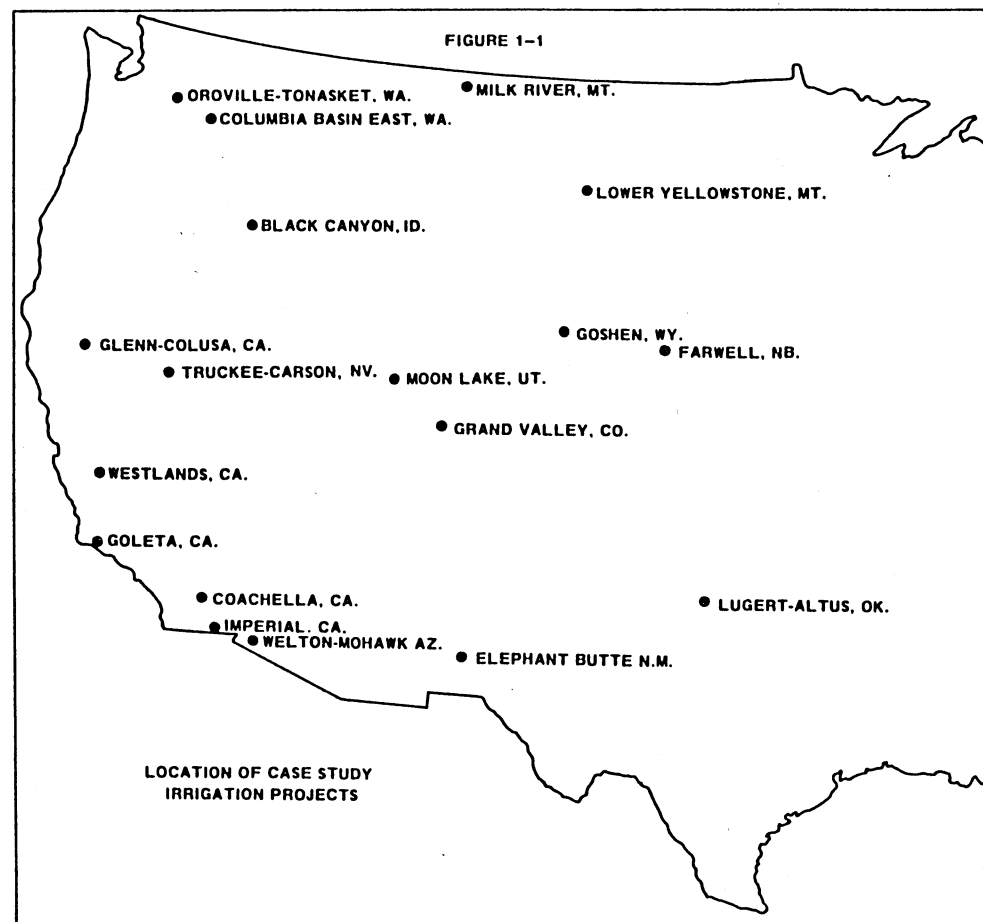 FIGURE 1-1
OROVILLE-TONASKET, WA.
MILK RIVER, MT.
COLUMBIA BASIN EAST, WA.
LOWER YELLOWSTONE, MT.
BLACK CANYON, ID.
GOSHEN, WY.
GLENN-COLUSA, CA.
FARWELL, NB.
TRUCKEE-CARSON, NV.
MOON LAKE, UT.
GRAND VALLEY, CO.
WESTLANDS, CA.
GOLETA, CA.
COACHELLA, CA.
LUGERT-ALTUS, OK.
IMPERIAL. CA.
WELTON-MOHAWK AZ.
ELEPHANT BUTTE N.M.
LOCATION OF CASE STUDY
IRRIGATION PROJECTS